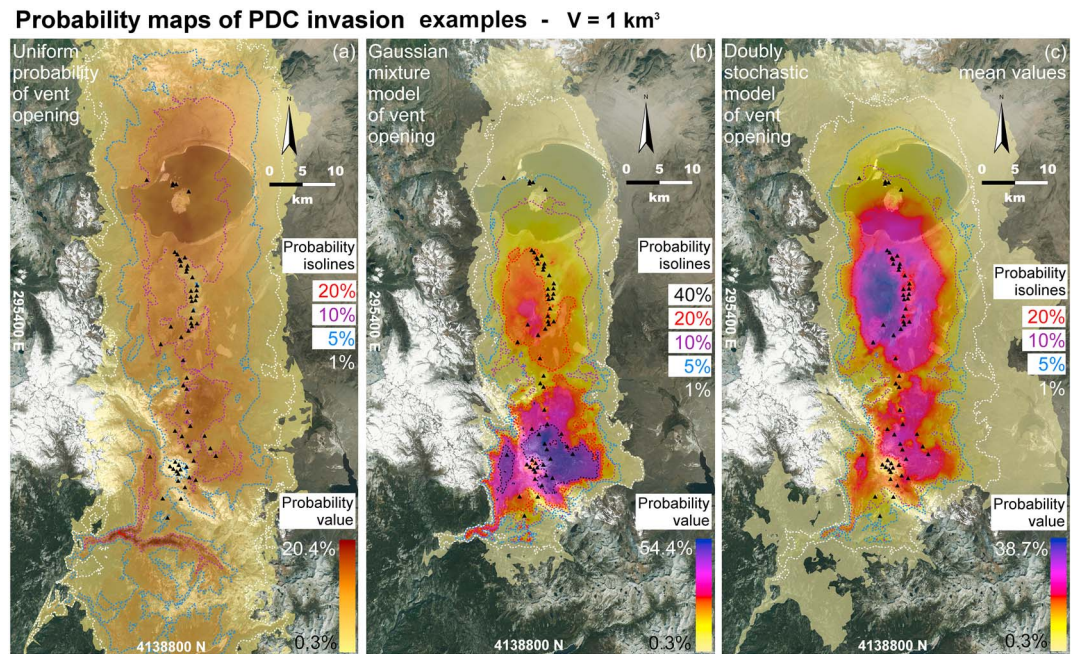 Probability maps of PDC invasion examples - V = 1 km³
Uniform
probability
of vent
opening
(a)
N
0 5 10
km
Probability
isolines
20%
10%
5%
1%
295400 E
Probability
value
20.4%
0.3%
4138800 N
Gaussian
mixture
model
of vent
opening
(b)
N
0 5 10
km
Probability
isolines
40%
20%
10%
5%
1%
295400 E
Probability
value
54.4%
0.3%
4138800 N
Doubly
stochastic
model
of vent
opening
(c)
mean values
N
0 5 10
km
Probability
isolines
20%
10%
5%
1%
295400 E
Probability
value
38.7%
0.3%
4138800 N